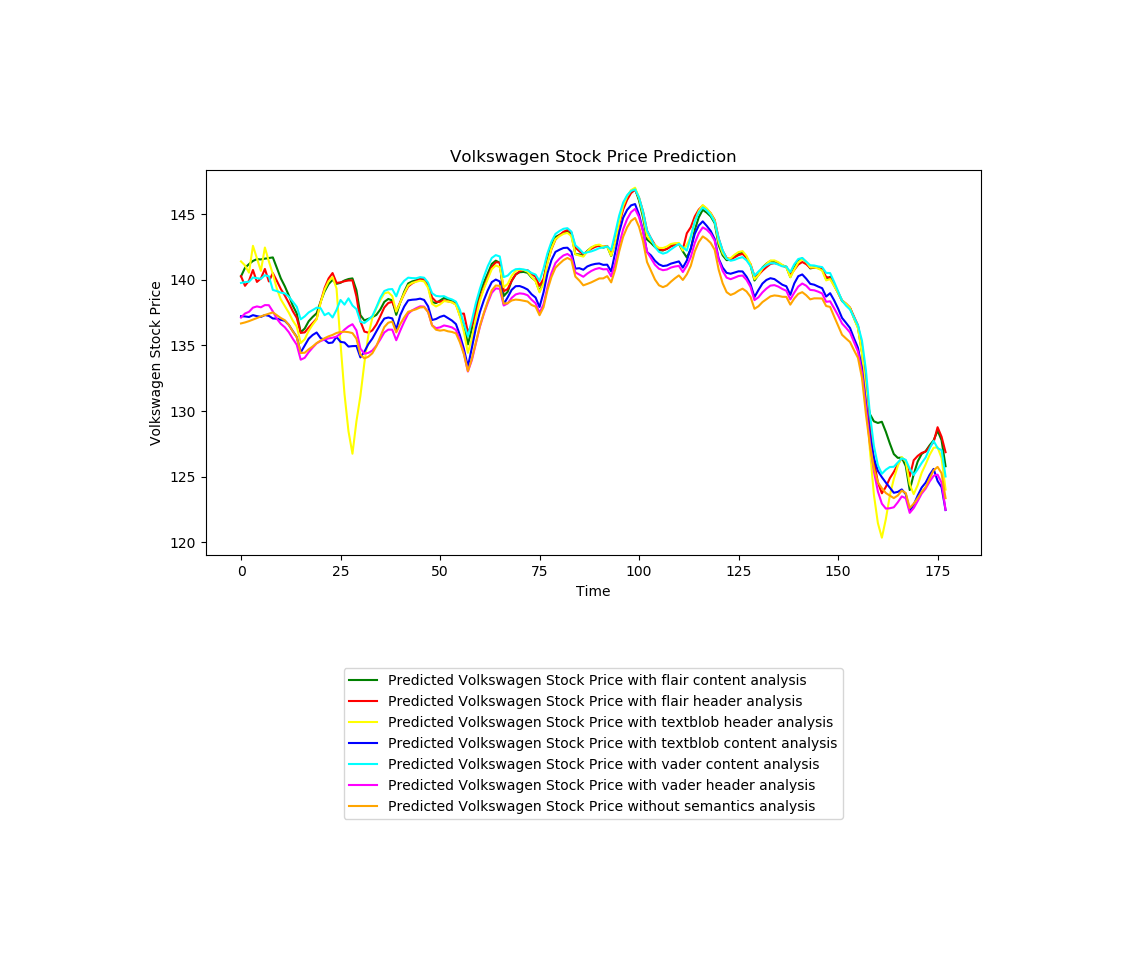 Volkswagen Stock Price Prediction
Volkswagen Stock Price
145
140
135
130
125
120
0 25 50 75 100 125 150 175
Time
Predicted Volkswagen Stock Price with flair content analysis
Predicted Volkswagen Stock Price with flair header analysis
Predicted Volkswagen Stock Price with textblob header analysis
Predicted Volkswagen Stock Price with textblob content analysis
Predicted Volkswagen Stock Price with vader content analysis
Predicted Volkswagen Stock Price with vader header analysis
Predicted Volkswagen Stock Price without semantics analysis